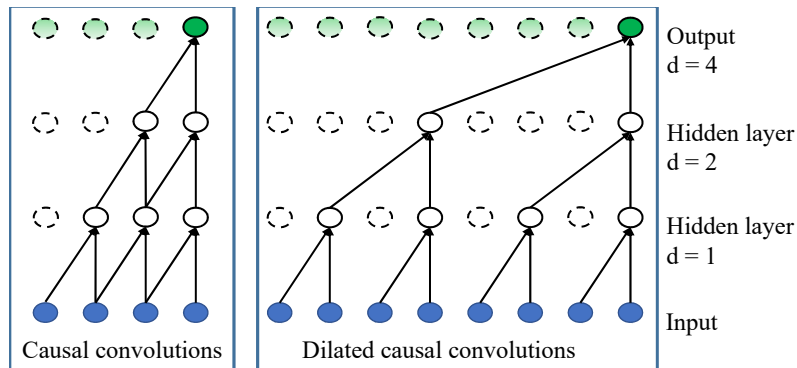 Output
d = 4
Hidden layer
d = 2
Hidden layer
d = 1
Input
Causal convolutions
Dilated causal convolutions